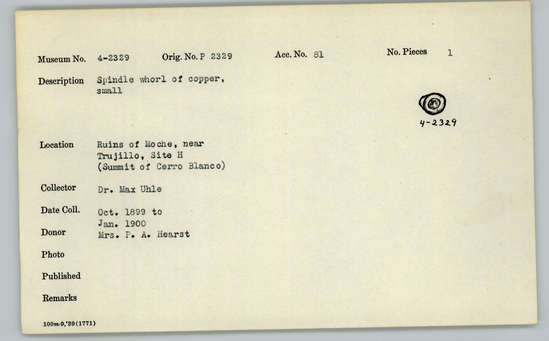 Museum No. 4-2329 Orig. No. P 2329 Acc. No. 81 No. Pieces 1
Description Spindle whorl of copper,
small
4-2329
Location Ruins of Moche, near
Trujillo, Site H
(Summit of Cerro Blanco)
Collector Dr. Max Uhle
Date Coll. Oct. 1899 to
Jan. 1900
Donor Mrs. P. A. Hearst
Photo
Published
Remarks
100m-9,'39(1771)